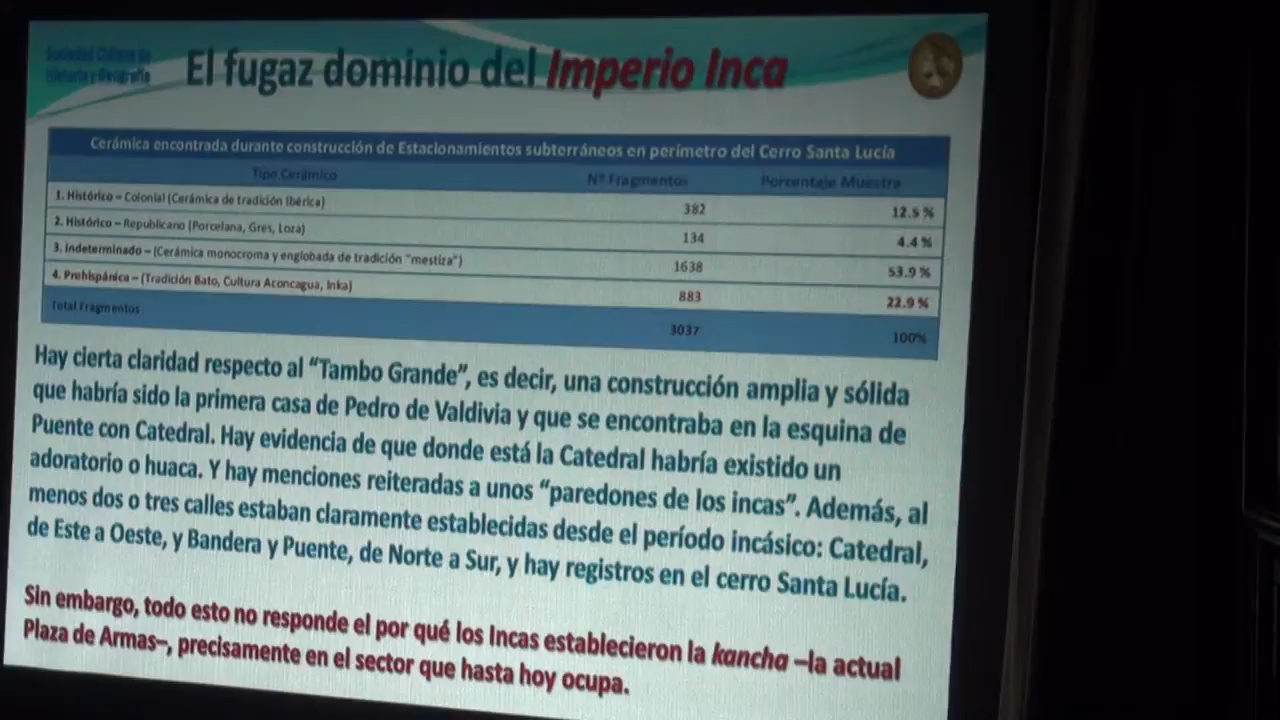 Sociedad Chilena de
Historia y Geografía
El fugaz dominio del Imperio Inca
Cerámica encontrada durante construcción de Estacionamientos subterráneos en perímetro del Cerro Santa Lucía
Tipo Cerámico Nº Fragmentos Porcentaje Muestra
1. Histórico – Colonial (Cerámica de tradición Ibérica) 382 12.5 %
2. Histórico – Republicano (Porcelana, Gres, Loza) 134 4.4 %
3. Indeterminado – (Cerámica monocroma y englobada de tradición "mestiza") 1638 53.9 %
4. Prehispánica – (Tradición Bato, Cultura Aconcagua, Inka) 883 22.9 %
Total Fragmentos 3037 100%
Hay cierta claridad respecto al “Tambo Grande”, es decir, una construcción amplia y sólida
que habría sido la primera casa de Pedro de Valdivia y que se encontraba en la esquina de
Puente con Catedral. Hay evidencia de que donde está la Catedral habría existido un
adoratorio o huaca. Y hay menciones reiteradas a unos “paredones de los incas”. Además, al
menos dos o tres calles estaban claramente establecidas desde el período incásico: Catedral,
de Este a Oeste, y Bandera y Puente, de Norte a Sur, y hay registros en el cerro Santa Lucía.
Sin embargo, todo esto no responde el por qué los Incas establecieron la kancha –la actual
Plaza de Armas–, precisamente en el sector que hasta hoy ocupa.